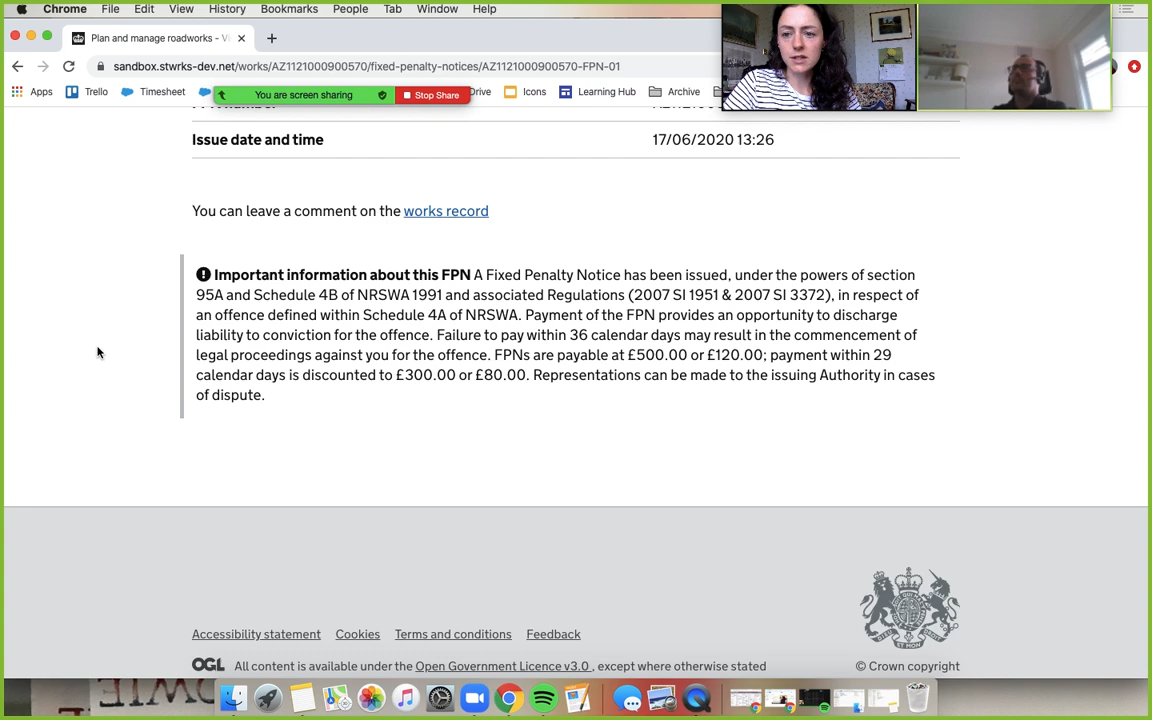 Chrome File Edit View History Bookmarks People Tab Window Help
Plan and manage roadworks - V
sandbox.stwrks-dev.net/works/AZ1121000900570/fixed-penalty-notices/AZ1121000900570-FPN-01
Apps Trello Timesheet You are screen sharing Stop Share Drive Icons Learning Hub Archive
Issue date and time 17/06/2020 13:26
You can leave a comment on the works record
Important information about this FPN A Fixed Penalty Notice has been issued, under the powers of section
95A and Schedule 4B of NRSWA 1991 and associated Regulations (2007 SI 1951 & 2007 SI 3372), in respect of
an offence defined within Schedule 4A of NRSWA. Payment of the FPN provides an opportunity to discharge
liability to conviction for the offence. Failure to pay within 36 calendar days may result in the commencement of
legal proceedings against you for the offence. FPNs are payable at £500.00 or £120.00; payment within 29
calendar days is discounted to £300.00 or £80.00. Representations can be made to the issuing Authority in cases
of dispute.
Accessibility statement Cookies Terms and conditions Feedback
OGL All content is available under the Open Government Licence v3.0 , except where otherwise stated © Crown copyright